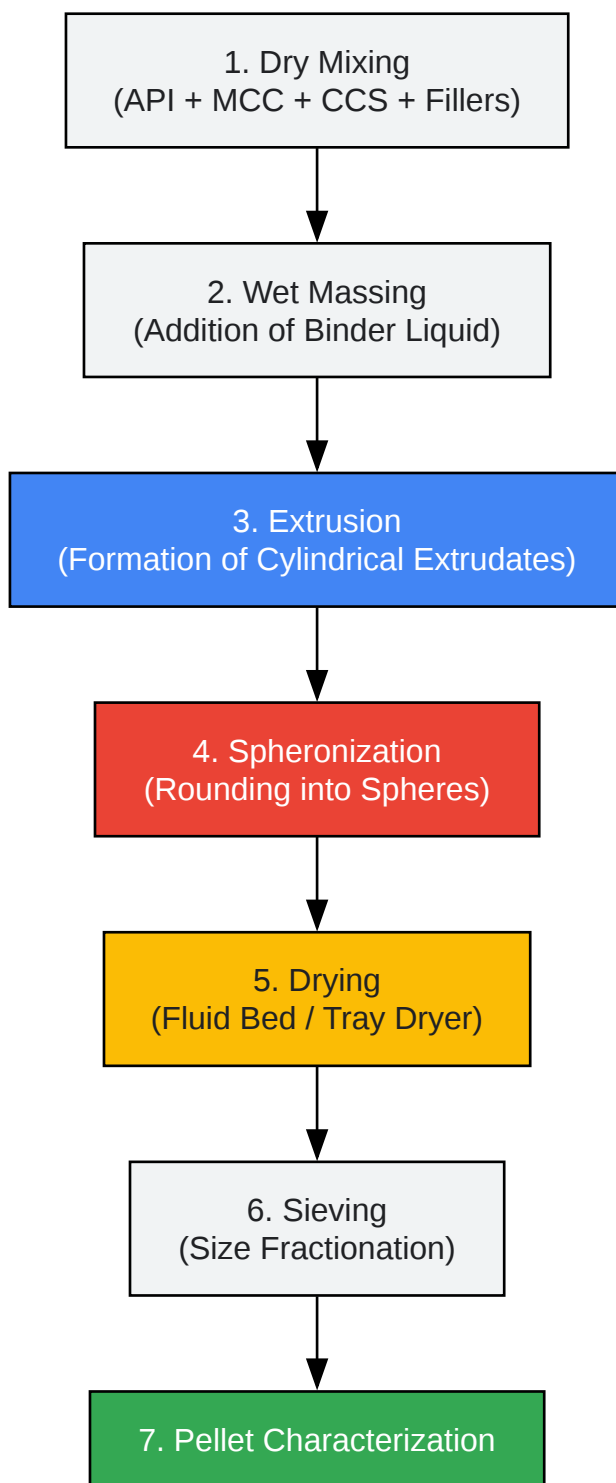 1. Dry Mixing
(API + MCC + CCS + Fillers)
2. Wet Massing
(Addition of Binder Liquid)
3. Extrusion
(Formation of Cylindrical Extrudates)
4. Spheronization
(Rounding into Spheres)
5. Drying
(Fluid Bed / Tray Dryer)
6. Sieving
(Size Fractionation)
7. Pellet Characterization